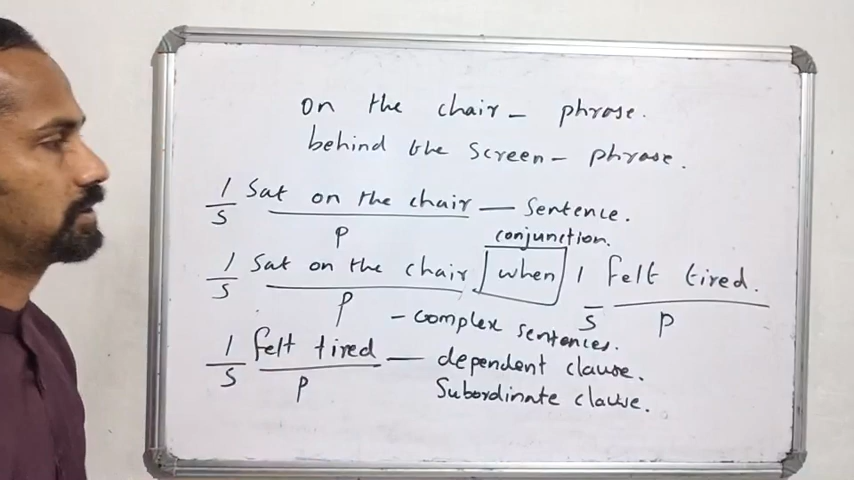 on the chair - phrase.
behind the screen - phrase.
I sat on the chair - sentence.
S P
conjunction.
I sat on the chair when I felt tired.
S P S P
- complex sentences.
I felt tired - dependent clause.
S P
Subordinate clause.